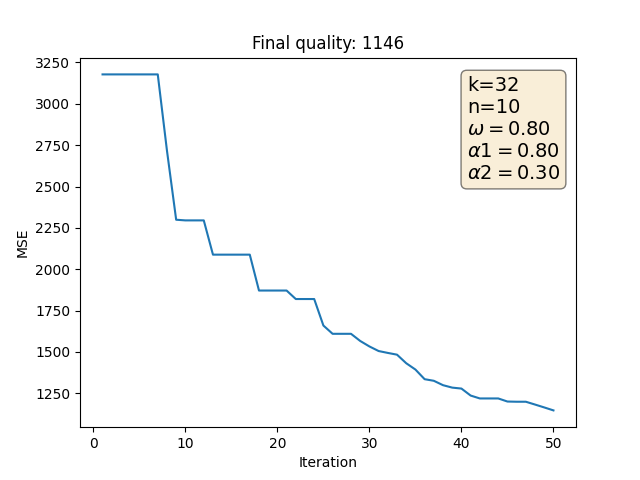 Final quality: 1146
3250
3000
2750
2500
2250
2000
1750
1500
1250
MSE
k=32
n=10
ω = 0.80
α1 = 0.80
α2 = 0.30
0 10 20 30 40 50
Iteration